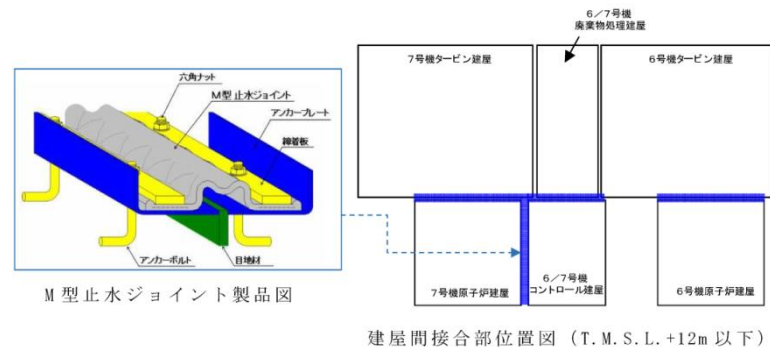 六角ナット
M型止水ジョイント
アンカープレート
締着板
アンカーボルト
目地材
M型止水ジョイント製品図
6／7号機
廃棄物処理建屋
7号機タービン建屋
6号機タービン建屋
7号機原子炉建屋
6／7号機
コントロール建屋
6号機原子炉建屋
建屋間接合部位置図（T.M.S.L.+12m以下）